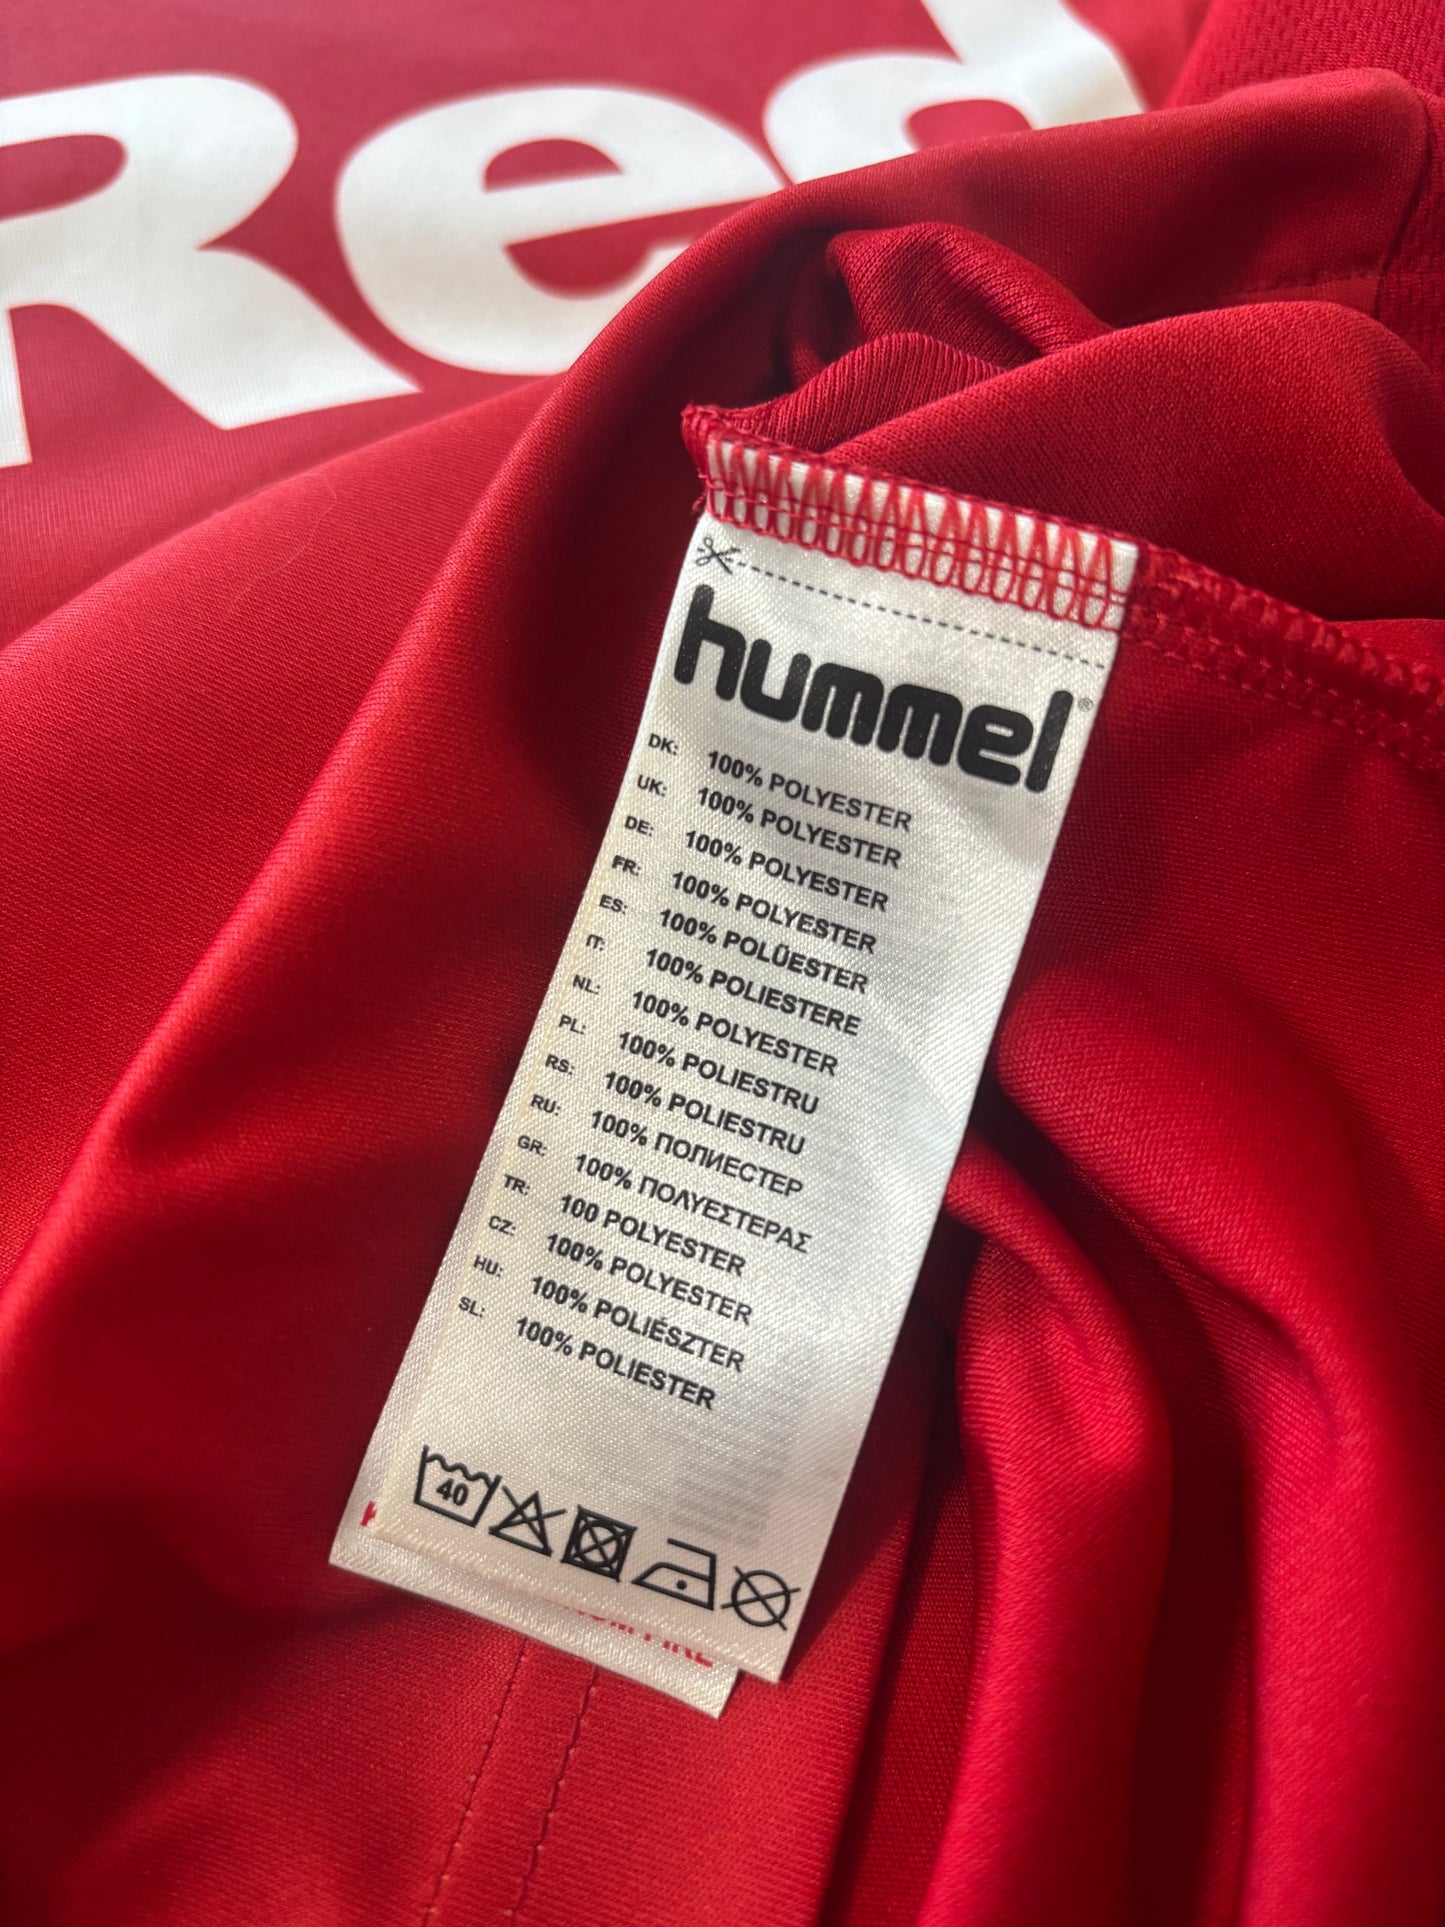 Red
hummel®
DK: 100% POLYESTER
UK: 100% POLYESTER
DE: 100% POLYESTER
FR: 100% POLYESTER
ES: 100% POLÜESTER
IT: 100% POLIESTERE
NL: 100% POLYESTER
PL: 100% POLIESTRU
RS: 100% POLIESTRU
RU: 100% ПОЛИЕСТЕР
GR: 100% ΠΟΛΥΕΣΤΕΡΑΣ
TR: 100 POLYESTER
CZ: 100% POLYESTER
HU: 100% POLIÉSZTER
SL: 100% POLIESTER
40